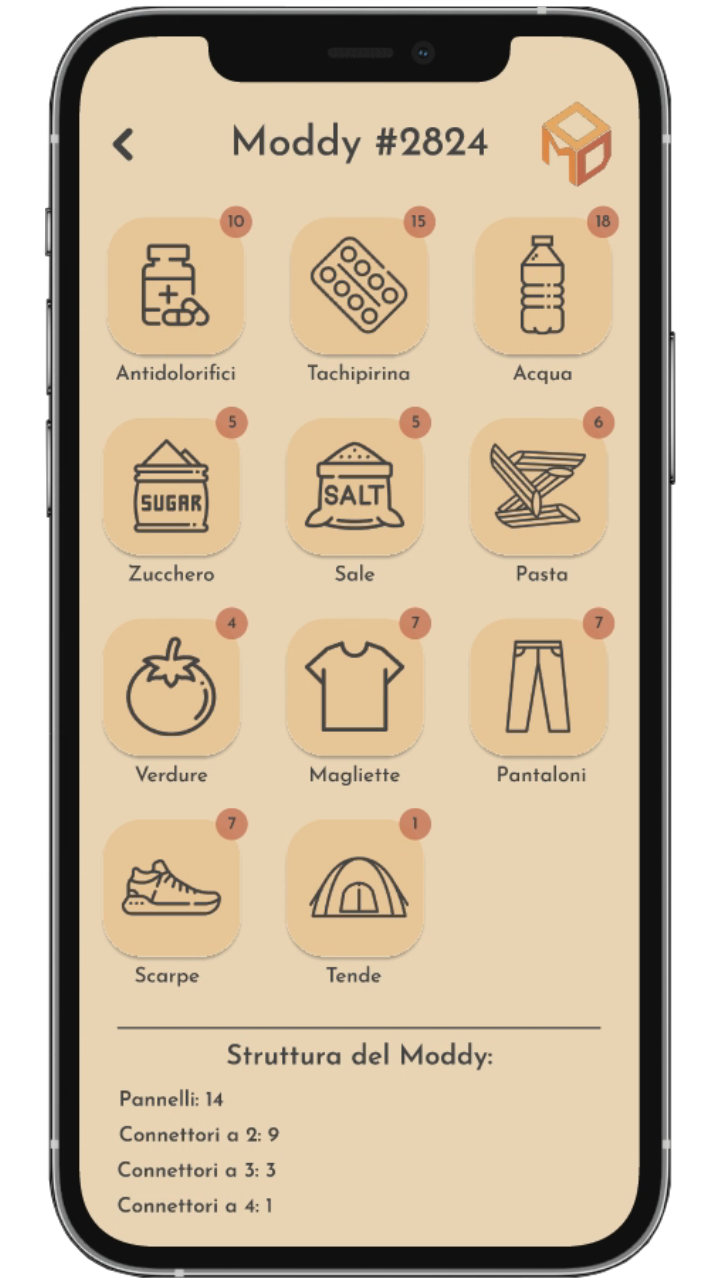 Moddy #2824
MD
10
15
18
Antidolorifici
Tachipirina
Acqua
5
5
6
SUGAR
SALT
Zucchero
Sale
Pasta
4
7
7
Verdure
Magliette
Pantaloni
7
1
Scarpe
Tende
Struttura del Moddy:
Pannelli: 14
Connettori a 2: 9
Connettori a 3: 3
Connettori a 4: 1